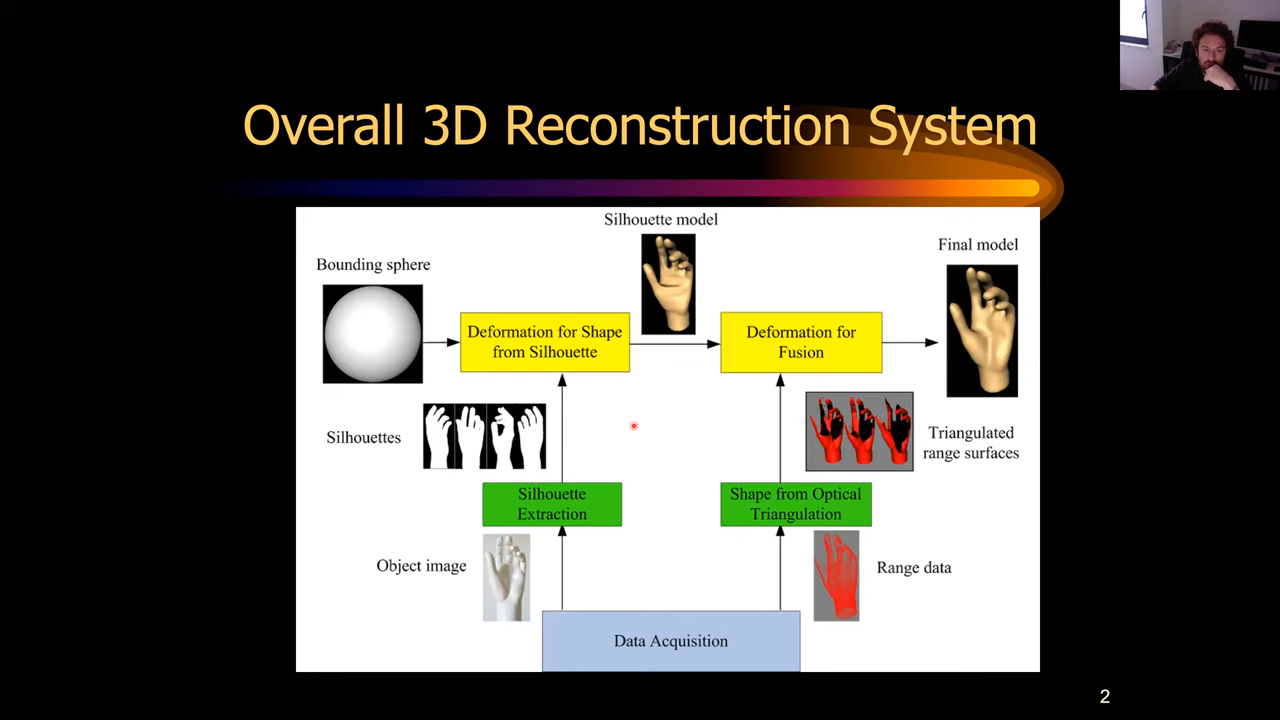 Overall 3D Reconstruction System
Silhouette model
Final model
Bounding sphere
Deformation for Shape
from Silhouette
Deformation for
Fusion
Silhouettes
Triangulated
range surfaces
Silhouette
Extraction
Shape from Optical
Triangulation
Object image
Range data
Data Acquisition
2